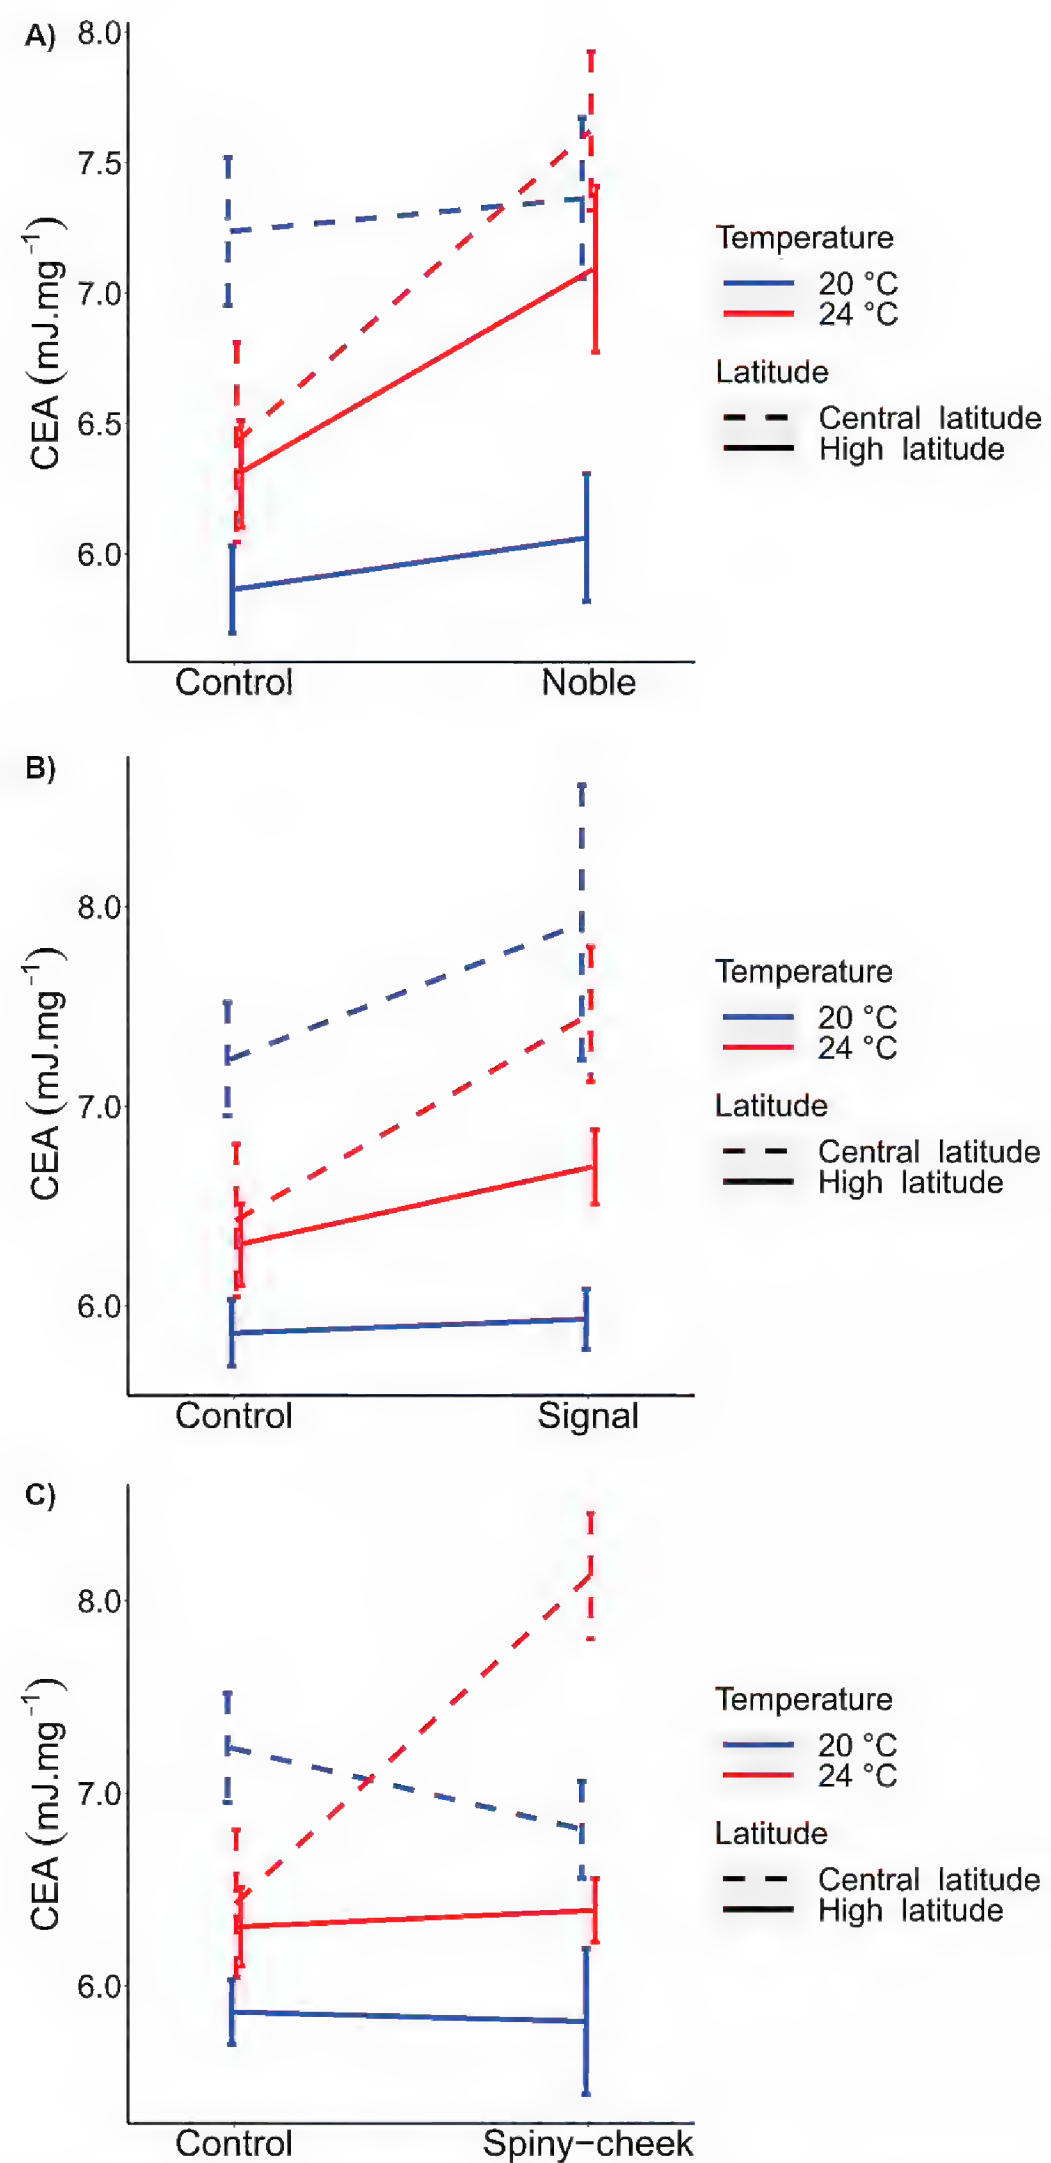 A)
8.0
7.5
7.0
6.5
6.0
CEA (mJ.mg⁻¹)
Control Noble
Temperature
20 °C
24 °C
Latitude
Central latitude
High latitude
B)
8.0
7.0
6.0
CEA (mJ.mg⁻¹)
Control Signal
Temperature
20 °C
24 °C
Latitude
Central latitude
High latitude
C)
8.0
7.0
6.0
CEA (mJ.mg⁻¹)
Control Spiny−cheek
Temperature
20 °C
24 °C
Latitude
Central latitude
High latitude